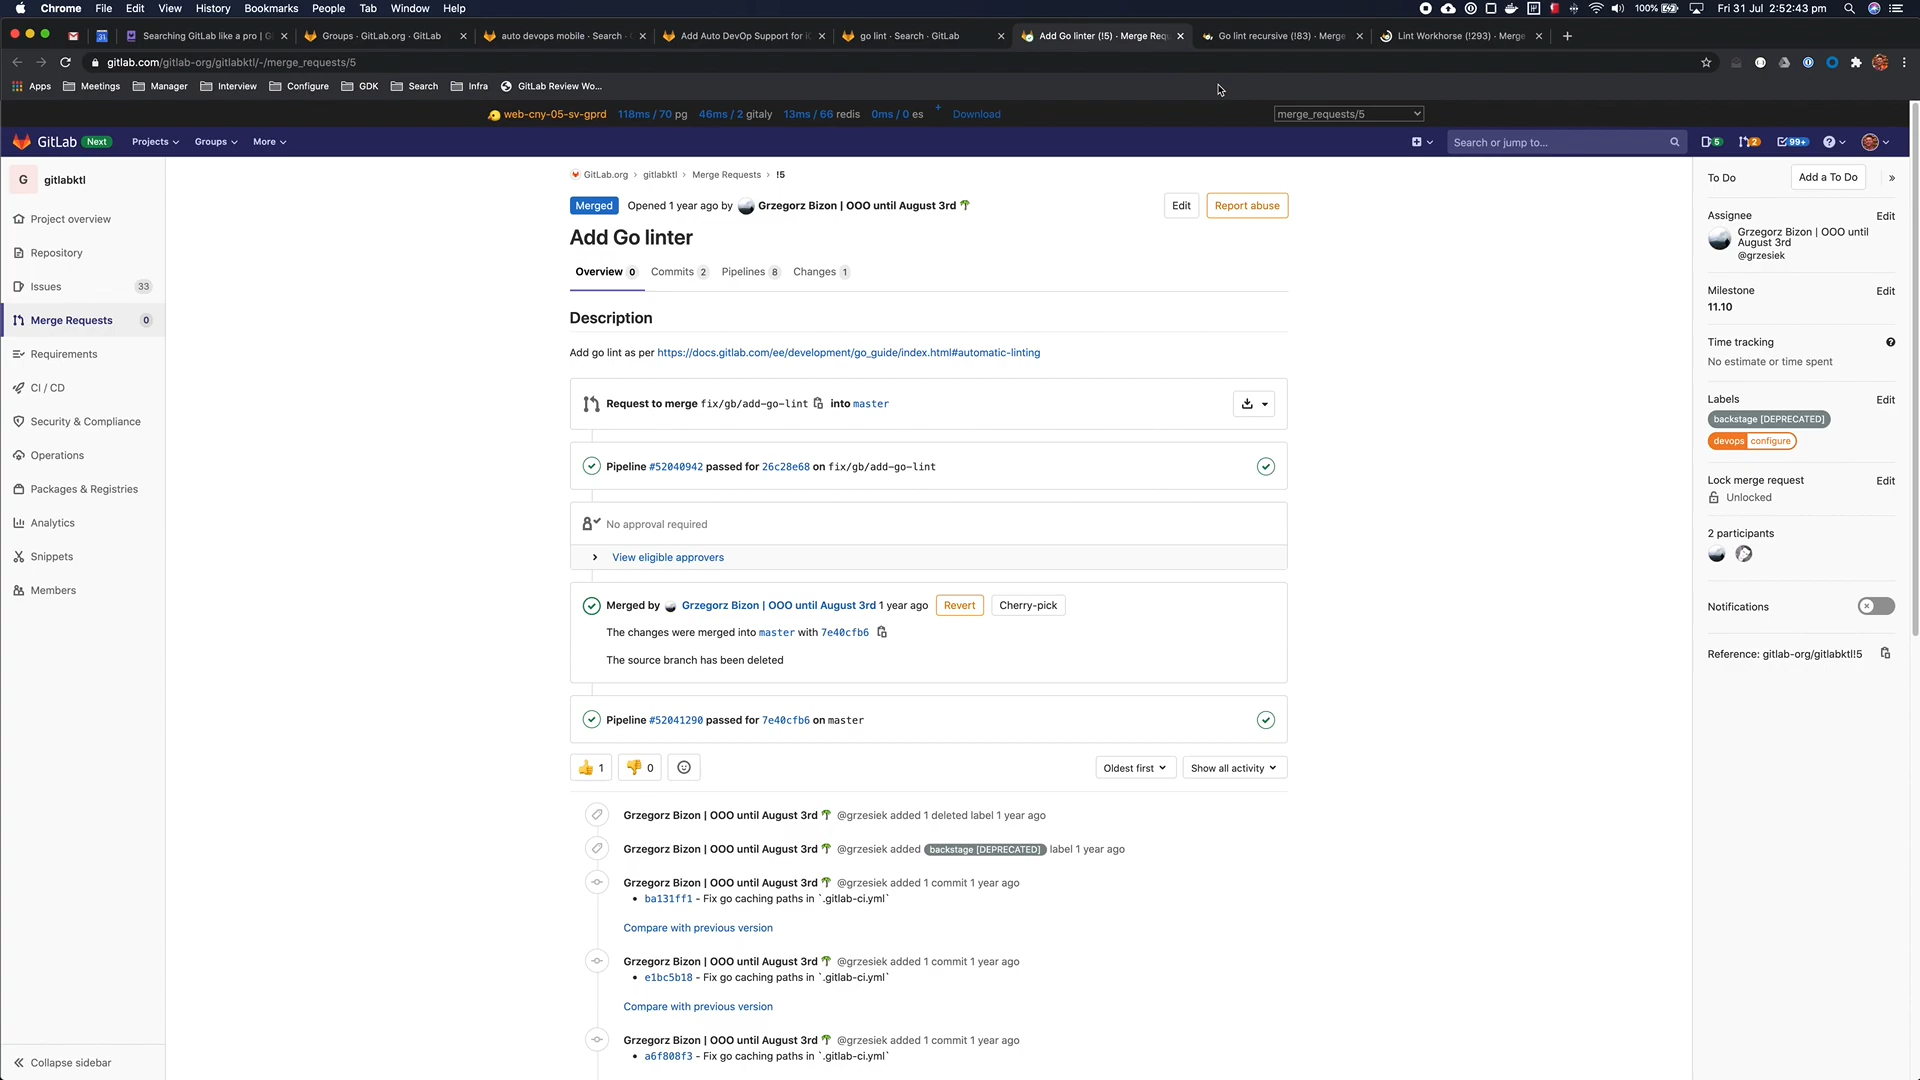 Chrome File Edit View History Bookmarks People Tab Window Help
100% Fri 31 Jul 2:52:43 pm
Searching GitLab like a pro | G
Groups · GitLab.org · GitLab
auto devops mobile · Search ·
Add Auto DevOp Support for i
go lint · Search · GitLab
Add Go linter (!5) · Merge Requ
Go lint recursive (!83) · Merge
Lint Workhorse (!293) · Merge
gitlab.com/gitlab-org/gitlabktl/-/merge_requests/5
Apps Meetings Manager Interview Configure GDK Search Infra GitLab Review Wo...
web-cny-05-sv-gprd 118ms / 70 pg 46ms / 2 gitaly 13ms / 66 redis 0ms / 0 es + Download merge_requests/5
GitLab Next Projects Groups More Search or jump to... 5 2 99+
G gitlabktl
Project overview
Repository
Issues 33
Merge Requests 0
Requirements
CI / CD
Security & Compliance
Operations
Packages & Registries
Analytics
Snippets
Members
Collapse sidebar
GitLab.org > gitlabktl > Merge Requests > !5
Merged Opened 1 year ago by Grzegorz Bizon | OOO until August 3rd 🌴 Edit Report abuse
Add Go linter
Overview 0 Commits 2 Pipelines 8 Changes 1
Description
Add go lint as per https://docs.gitlab.com/ee/development/go_guide/index.html#automatic-linting
Request to merge fix/gb/add-go-lint into master
Pipeline #52040942 passed for 26c28e68 on fix/gb/add-go-lint
No approval required
View eligible approvers
Merged by Grzegorz Bizon | OOO until August 3rd 1 year ago Revert Cherry-pick
The changes were merged into master with 7e40cfb6
The source branch has been deleted
Pipeline #52041290 passed for 7e40cfb6 on master
👍 1 👎 0 Oldest first Show all activity
Grzegorz Bizon | OOO until August 3rd 🌴 @grzesiek added 1 deleted label 1 year ago
Grzegorz Bizon | OOO until August 3rd 🌴 @grzesiek added backstage [DEPRECATED] label 1 year ago
Grzegorz Bizon | OOO until August 3rd 🌴 @grzesiek added 1 commit 1 year ago
• ba131ff1 - Fix go caching paths in `.gitlab-ci.yml`
Compare with previous version
Grzegorz Bizon | OOO until August 3rd 🌴 @grzesiek added 1 commit 1 year ago
• e1bc5b18 - Fix go caching paths in `.gitlab-ci.yml`
Compare with previous version
Grzegorz Bizon | OOO until August 3rd 🌴 @grzesiek added 1 commit 1 year ago
• a6f808f3 - Fix go caching paths in `.gitlab-ci.yml`
To Do Add a To Do »
Assignee Edit
Grzegorz Bizon | OOO until
August 3rd
@grzesiek
Milestone Edit
11.10
Time tracking
No estimate or time spent
Labels Edit
backstage [DEPRECATED]
devops configure
Lock merge request Edit
Unlocked
2 participants
Notifications
Reference: gitlab-org/gitlabktl!5